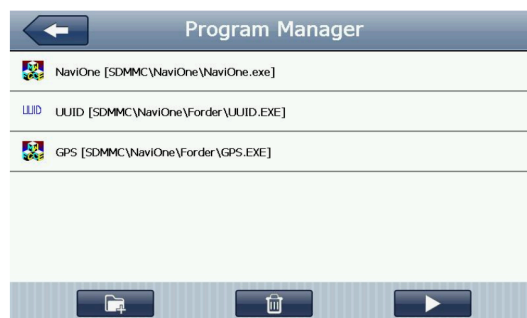 Program Manager
NaviOne [SDMMC\NaviOne\NaviOne.exe]
UUID UUID [SDMMC\NaviOne\Forder\UUID.EXE]
GPS [SDMMC\NaviOne\Forder\GPS.EXE]